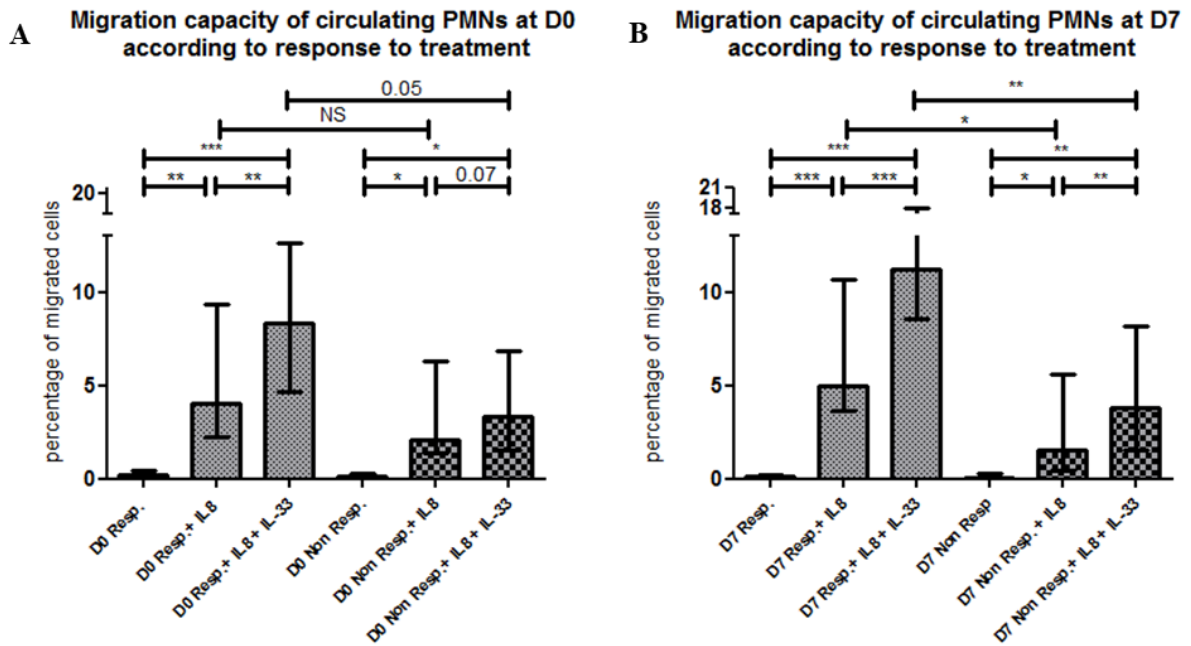 A
Migration capacity of circulating PMNs at D0
according to response to treatment
0.05
NS
***
*
**
**
*
0.07
percentage of migrated cells
20
10
5
0
D0 Resp.
D0 Resp.+ IL8
D0 Resp.+ IL8 + IL-33
D0 Non Resp.
D0 Non Resp.+ IL8
D0 Non Resp.+ IL8 + IL-33
B
Migration capacity of circulating PMNs at D7
according to response to treatment
**
*
***
**
***
***
*
**
percentage of migrated cells
21
18
10
5
0
D7 Resp.
D7 Resp.+ IL8
D7 Resp.+ IL8 + IL-33
D7 Non Resp
D7 Non Resp.+ IL8
D7 Non Resp.+ IL8 + IL-33